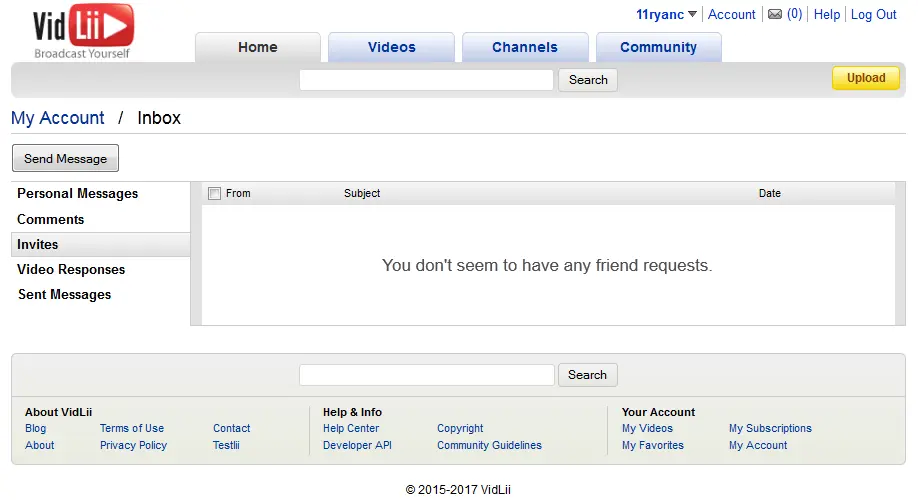 VidLii
Broadcast Yourself
11ryanc Account (0) Help Log Out
Home Videos Channels Community
Search Upload
My Account / Inbox
Send Message
Personal Messages
Comments
Invites
Video Responses
Sent Messages
From Subject Date
You don't seem to have any friend requests.
Search
About VidLii Help & Info Your Account
Blog Terms of Use Contact Help Center Copyright My Videos My Subscriptions
About Privacy Policy Testlii Developer API Community Guidelines My Favorites My Account
© 2015-2017 VidLii